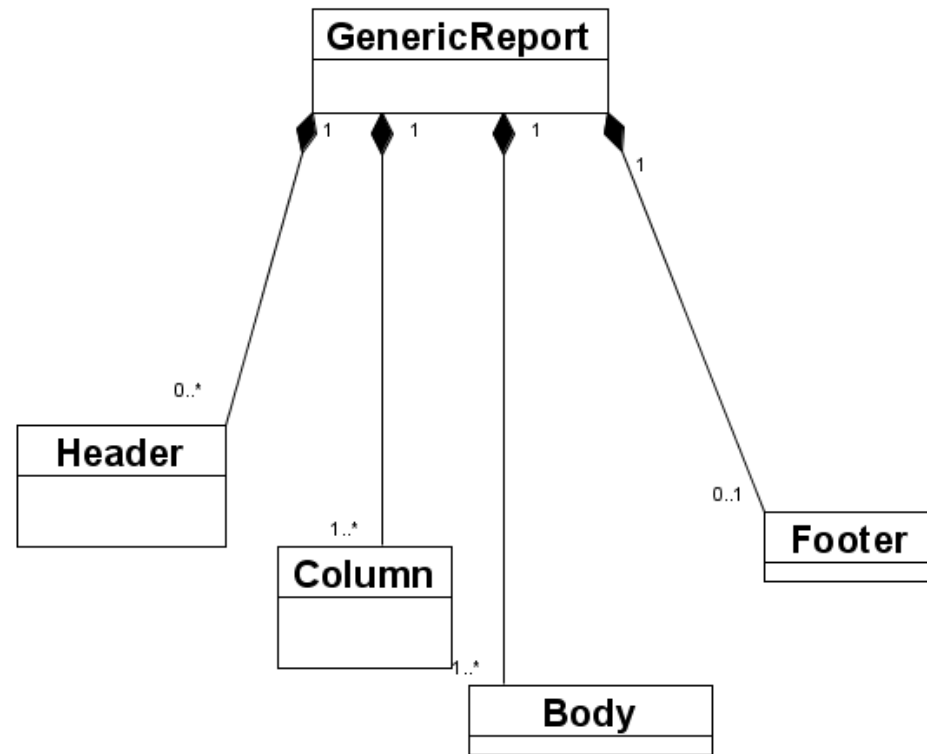 GenericReport
1
1
1
1
0..*
Header
0..1
1..*
Footer
Column
1..*
Body